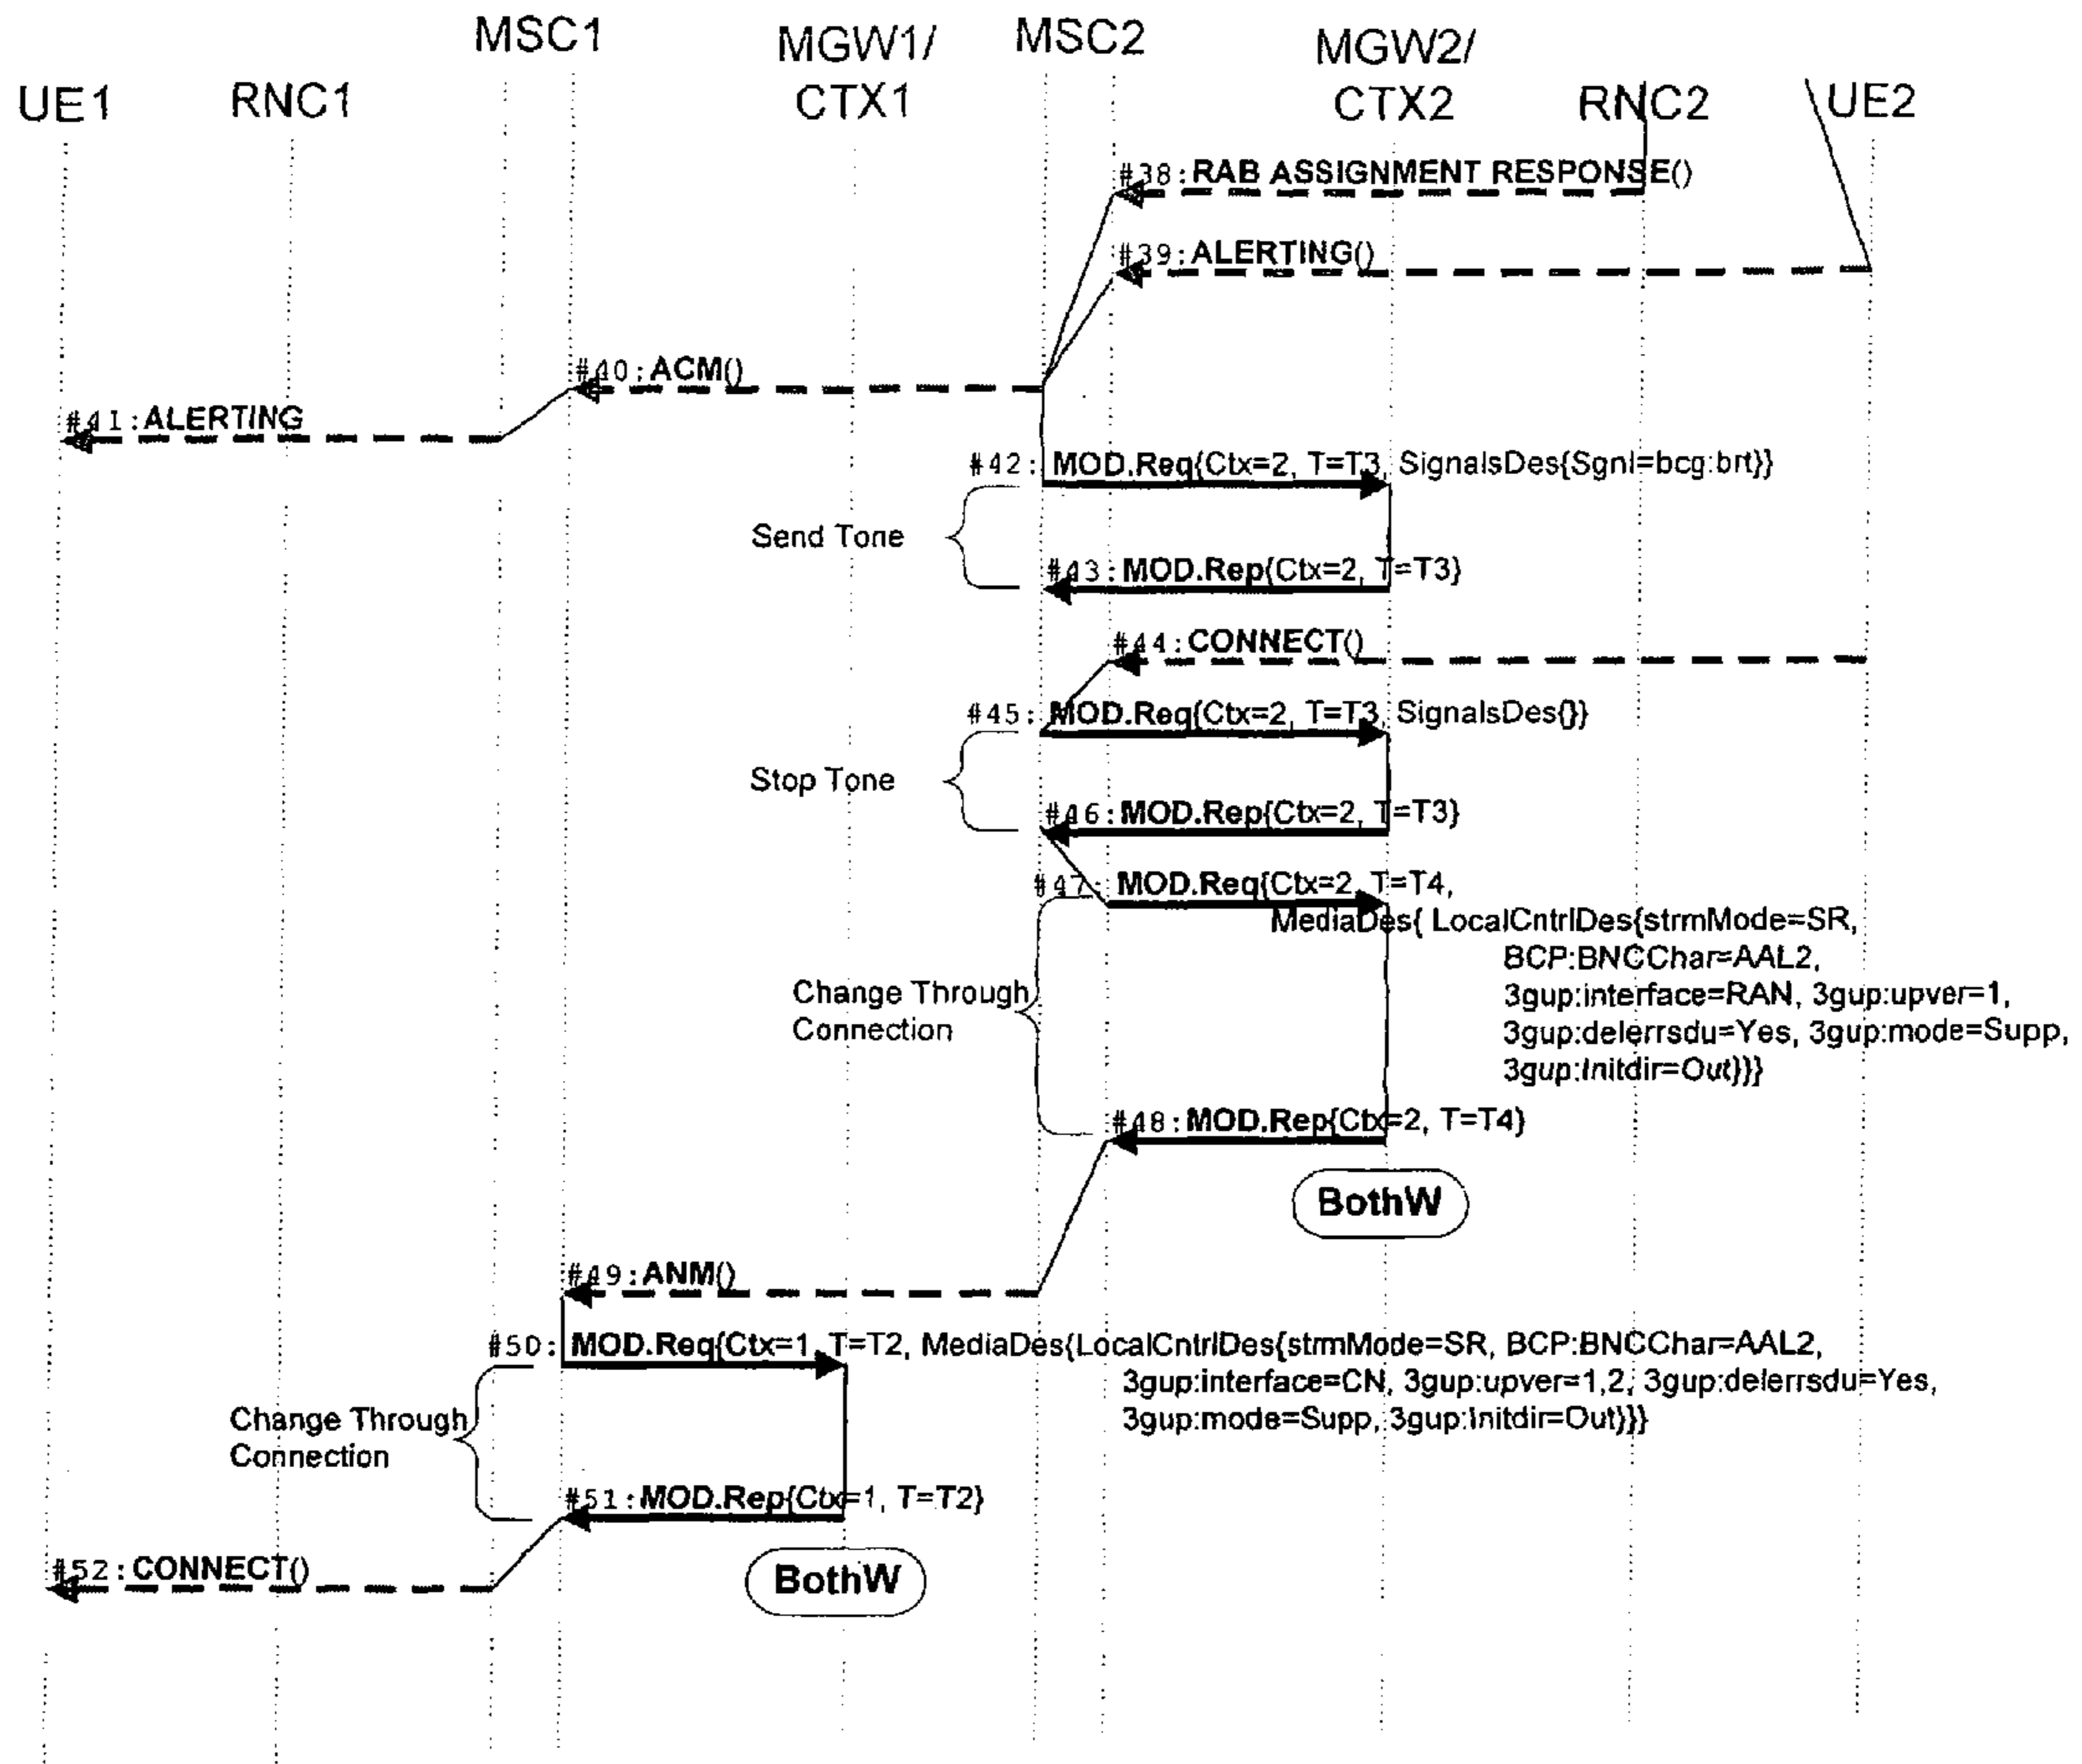 MSC1
MGW1/
CTX1
MSC2
MGW2/
CTX2
UE1
RNC1
RNC2
UE2
#38:RAB ASSIGNMENT RESPONSE()
#39:ALERTING()
#40:ACM()
#41:ALERTING
#42: MOD.Req{Ctx=2, T=T3, SignalsDes{Sgnl=bcg:brt}}
Send Tone
#43:MOD.Rep{Ctx=2, T=T3}
#44:CONNECT()
#45: MOD.Req{Ctx=2, T=T3, SignalsDes{}}
Stop Tone
#46:MOD.Rep{Ctx=2, T=T3}
#47: MOD.Req{Ctx=2, T=T4,
MediaDes{ LocalCntrlDes{strmMode=SR,
BCP:BNCChar=AAL2,
3gup:interface=RAN, 3gup:upver=1,
3gup:delerrsdu=Yes, 3gup:mode=Supp,
3gup:Initdir=Out}}}
Change Through
Connection
#48:MOD.Rep{Ctx=2, T=T4}
BothW
#49:ANM()
#50: MOD.Req{Ctx=1, T=T2, MediaDes{LocalCntrlDes{strmMode=SR, BCP:BNCChar=AAL2,
3gup:interface=CN, 3gup:upver=1,2, 3gup:delerrsdu=Yes,
3gup:mode=Supp, 3gup:Initdir=Out}}}
Change Through
Connection
#51:MOD.Rep{Ctx=1, T=T2}
#52:CONNECT()
BothW